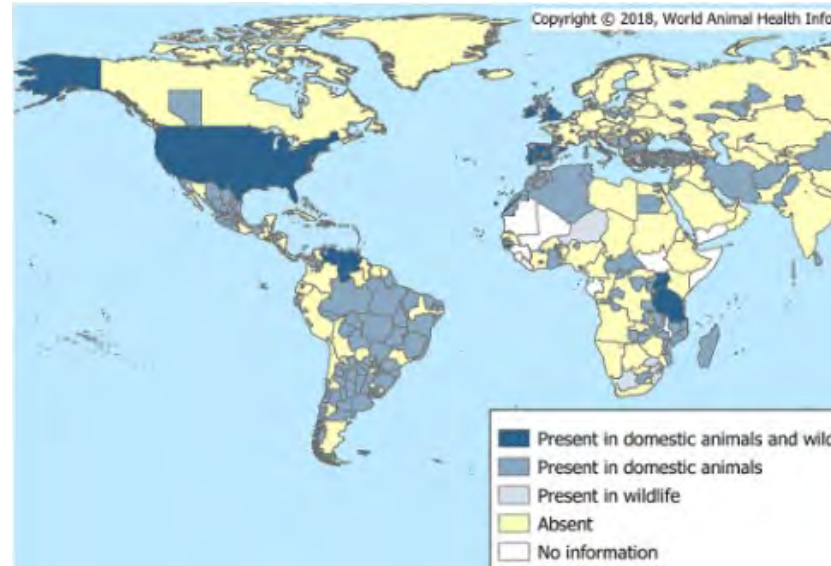 Copyright © 2018, World Animal Health Info
Present in domestic animals and wild
Present in domestic animals
Present in wildlife
Absent
No information